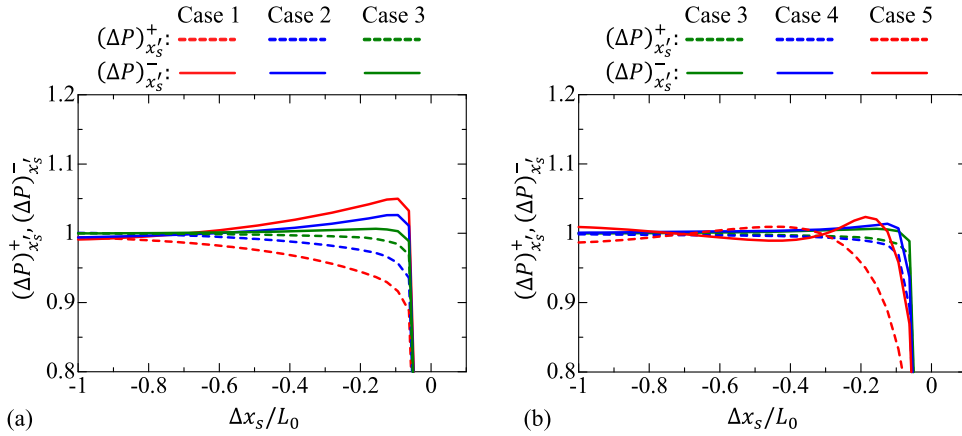 Case 1 Case 2 Case 3
(ΔP)⁺ₓ′ₛ:
(ΔP)⁻ₓ′ₛ:
(ΔP)⁺ₓ′ₛ, (ΔP)⁻ₓ′ₛ
1.2
1.1
1
0.9
0.8
-1 -0.8 -0.6 -0.4 -0.2 0
(a) Δxₛ/L₀
Case 3 Case 4 Case 5
(ΔP)⁺ₓ′ₛ:
(ΔP)⁻ₓ′ₛ:
(ΔP)⁺ₓ′ₛ, (ΔP)⁻ₓ′ₛ
1.2
1.1
1
0.9
0.8
-1 -0.8 -0.6 -0.4 -0.2 0
(b) Δxₛ/L₀